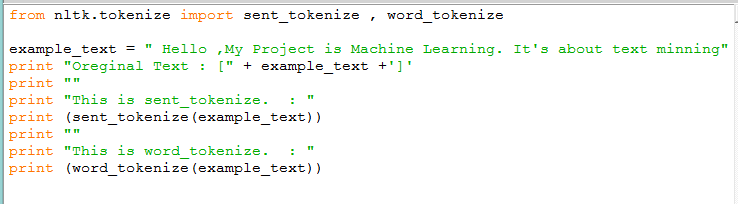 from nltk.tokenize import sent_tokenize , word_tokenize
example_text = " Hello ,My Project is Machine Learning. It's about text minning"
print "Oreginal Text : [" + example_text +']'
print ""
print "This is sent_tokenize.  : "
print (sent_tokenize(example_text))
print ""
print "This is word_tokenize.  : "
print (word_tokenize(example_text))